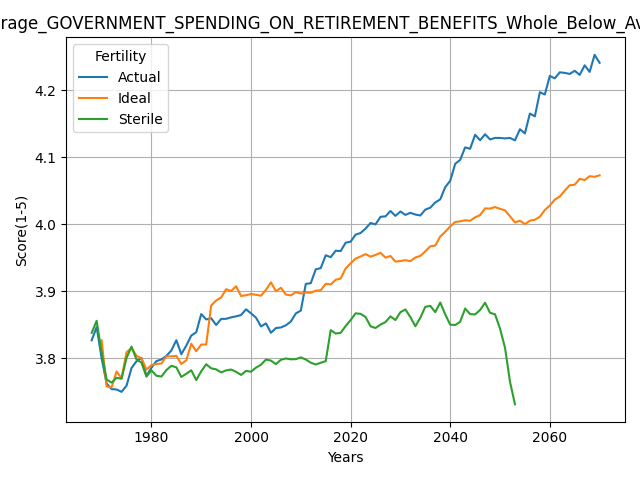 rage_GOVERNMENT_SPENDING_ON_RETIREMENT_BENEFITS_Whole_Below_Av
Fertility
Actual
Ideal
Sterile
4.2
4.1
4.0
3.9
3.8
Score(1-5)
1980 2000 2020 2040 2060
Years